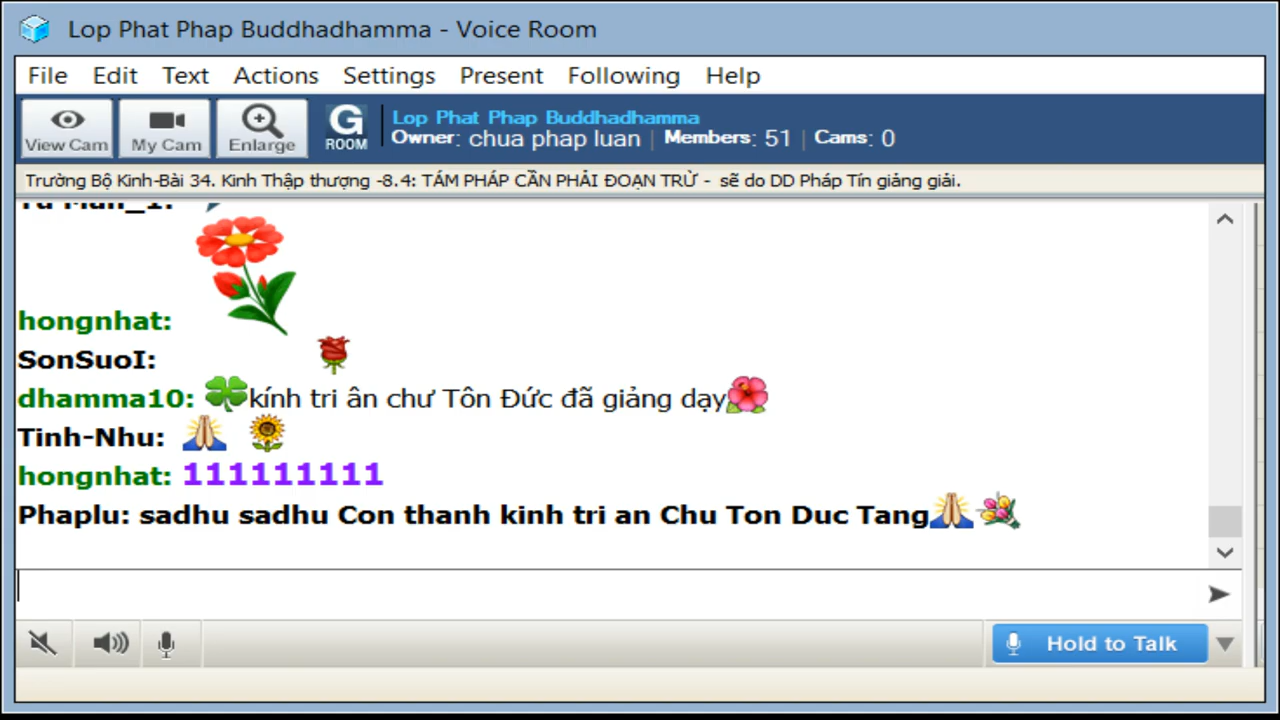 Lop Phat Phap Buddhadhamma - Voice Room
File Edit Text Actions Settings Present Following Help
View Cam My Cam Enlarge G ROOM
Lop Phat Phap Buddhadhamma
Owner: chua phap luan | Members: 51 | Cams: 0
Trường Bộ Kinh-Bài 34. Kinh Thập thượng -8.4: TÁM PHÁP CẦN PHẢI ĐOẠN TRỪ - sẽ do DD Pháp Tín giảng giải.
hongnhat:
SonSuoI:
dhamma10: kính tri ân chư Tôn Đức đã giảng dạy
Tinh-Nhu:
hongnhat: 111111111
Phaplu: sadhu sadhu Con thanh kinh tri an Chu Ton Duc Tang
Hold to Talk